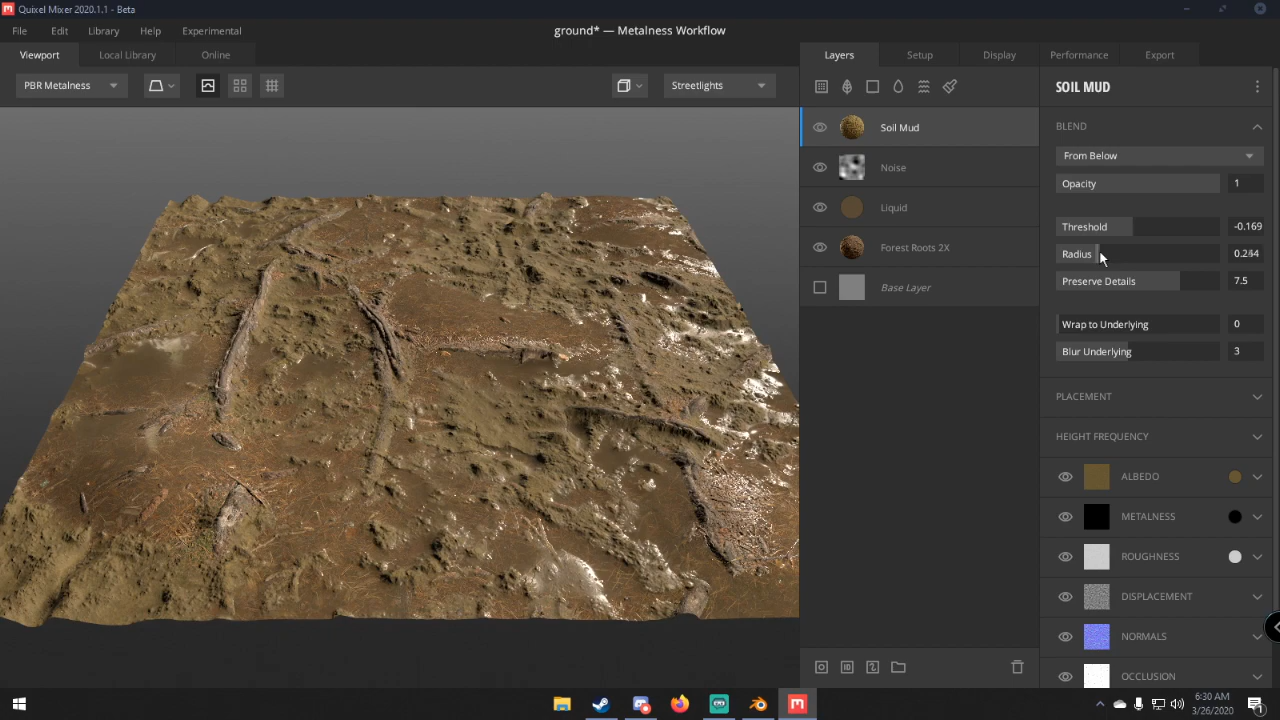 Quixel Mixer 2020.1.1 - Beta
File Edit Library Help Experimental
ground* — Metalness Workflow
Viewport Local Library Online
Layers Setup Display Performance Export
PBR Metalness
Streetlights
SOIL MUD
BLEND
From Below
Opacity 1
Threshold -0.169
Radius 0.244
Preserve Details 7.5
Wrap to Underlying 0
Blur Underlying 3
PLACEMENT
HEIGHT FREQUENCY
ALBEDO
METALNESS
ROUGHNESS
DISPLACEMENT
NORMALS
OCCLUSION
Soil Mud
Noise
Liquid
Forest Roots 2X
Base Layer
6:30 AM
3/26/2020